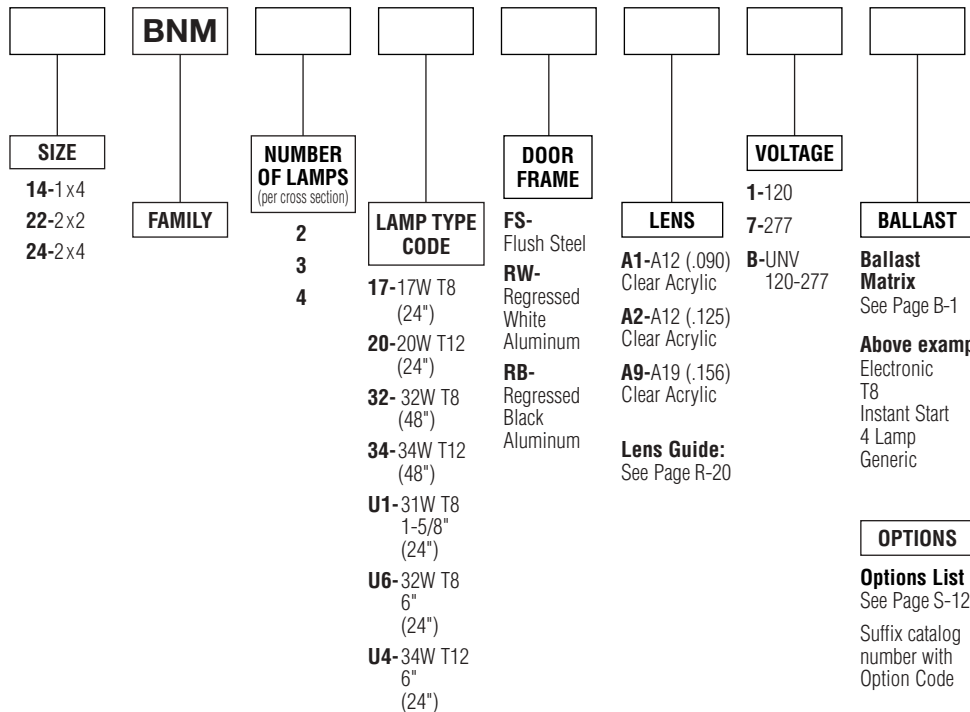 BNM
SIZE
14-1x4
22-2x2
24-2x4
FAMILY
NUMBER
OF LAMPS
(per cross section)
2
3
4
LAMP TYPE
CODE
17-17W T8
(24")
20-20W T12
(24")
32- 32W T8
(48")
34-34W T12
(48")
U1-31W T8
1-5/8"
(24")
U6-32W T8
6"
(24")
U4-34W T12
6"
(24")
DOOR
FRAME
FS-
Flush Steel
RW-
Regressed
White
Aluminum
RB-
Regressed
Black
Aluminum
LENS
A1-A12 (.090)
Clear Acrylic
A2-A12 (.125)
Clear Acrylic
A9-A19 (.156)
Clear Acrylic
Lens Guide:
See Page R-20
VOLTAGE
1-120
7-277
B-UNV
120-277
BALLAST
Ballast
Matrix
See Page B-1
Above examp
Electronic
T8
Instant Start
4 Lamp
Generic
OPTIONS
Options List
See Page S-12
Suffix catalog
number with
Option Code